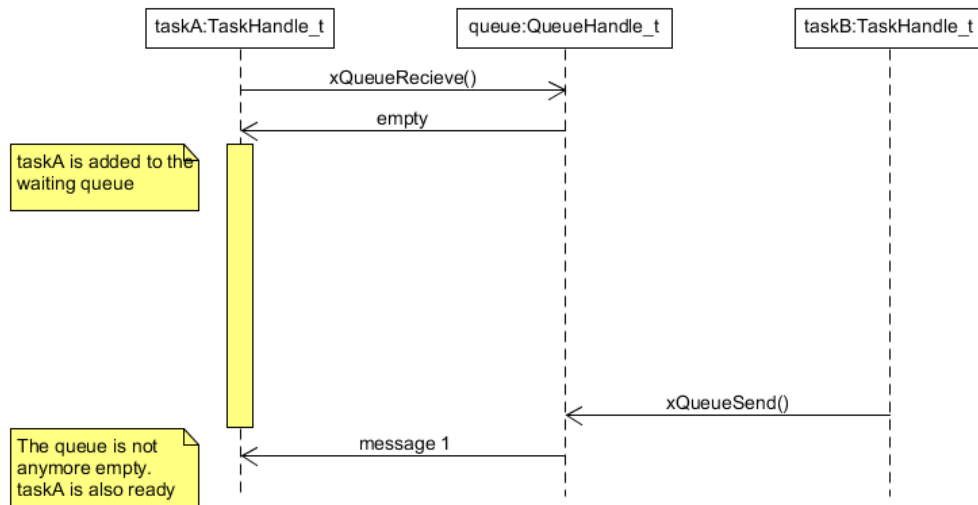 taskA:TaskHandle_t
queue:QueueHandle_t
taskB:TaskHandle_t
xQueueRecieve()
empty
taskA is added to the
waiting queue
xQueueSend()
message 1
The queue is not
anymore empty.
taskA is also ready